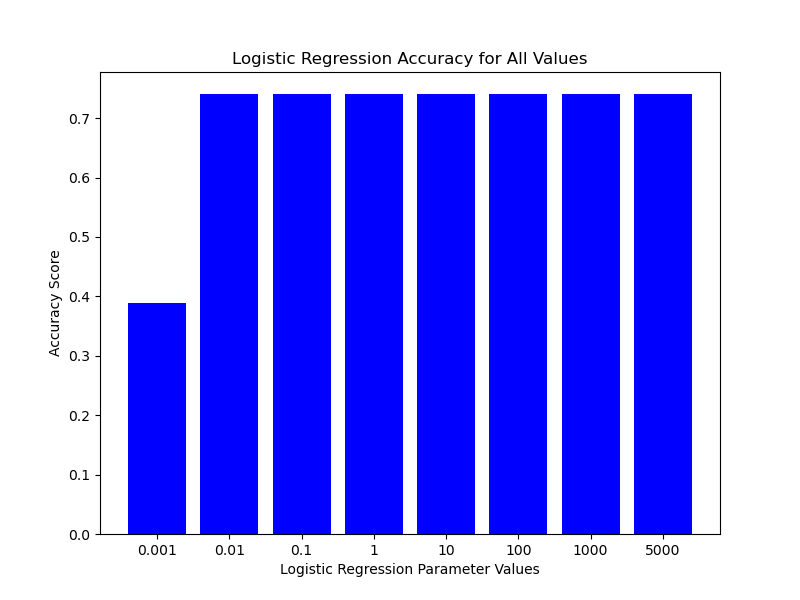 Logistic Regression Accuracy for All Values
0.7
0.6
0.5
0.4
0.3
0.2
0.1
0.0
Accuracy Score
0.001 0.01 0.1 1 10 100 1000 5000
Logistic Regression Parameter Values